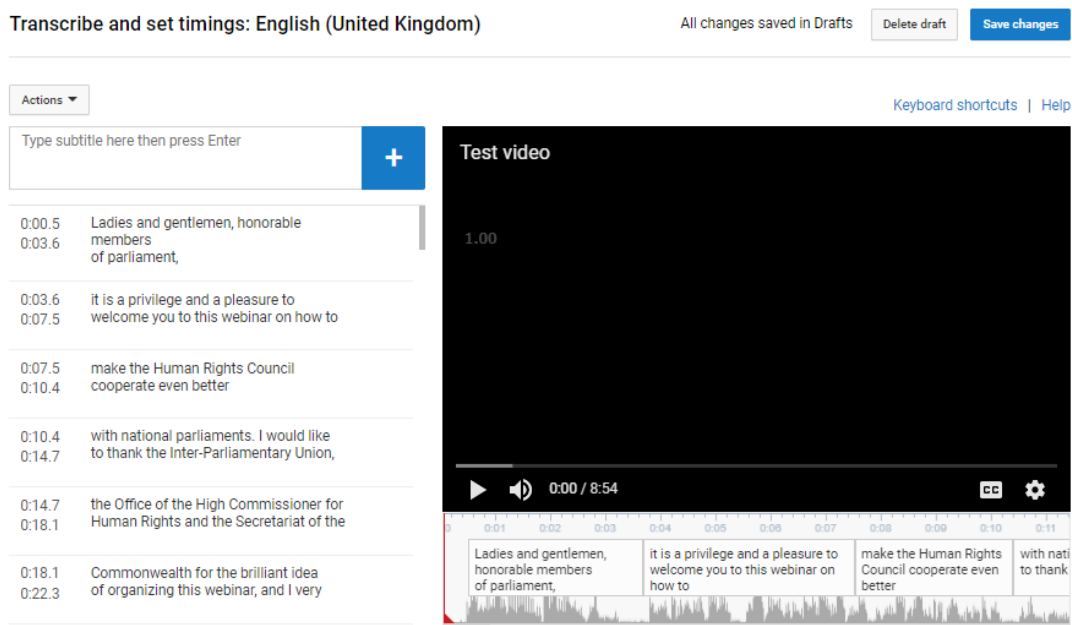 Transcribe and set timings: English (United Kingdom)
All changes saved in Drafts
Delete draft
Save changes
Actions
Keyboard shortcuts | Help
Type subtitle here then press Enter
+
0:00.5
0:03.6
Ladies and gentlemen, honorable
members
of parliament,
0:03.6
0:07.5
it is a privilege and a pleasure to
welcome you to this webinar on how to
0:07.5
0:10.4
make the Human Rights Council
cooperate even better
0:10.4
0:14.7
with national parliaments. I would like
to thank the Inter-Parliamentary Union,
0:14.7
0:18.1
the Office of the High Commissioner for
Human Rights and the Secretariat of the
0:18.1
0:22.3
Commonwealth for the brilliant idea
of organizing this webinar, and I very
Test video
1.00
0:00 / 8:54
CC
0 0:01 0:02 0:03 0:04 0:05 0:06 0:07 0:08 0:09 0:10 0:11
Ladies and gentlemen,
honorable members
of parliament,
it is a privilege and a pleasure to
welcome you to this webinar on
how to
make the Human Rights
Council cooperate even
better
with nati
to thank